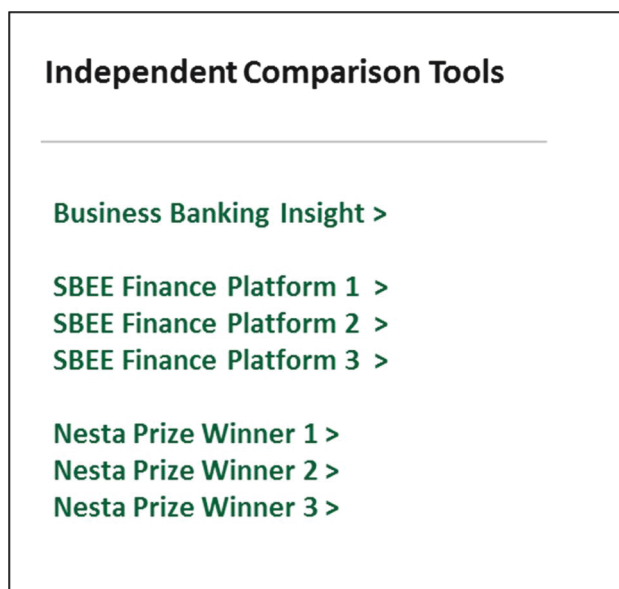 Independent Comparison Tools
Business Banking Insight >
SBEE Finance Platform 1 >
SBEE Finance Platform 2 >
SBEE Finance Platform 3 >
Nesta Prize Winner 1 >
Nesta Prize Winner 2 >
Nesta Prize Winner 3 >